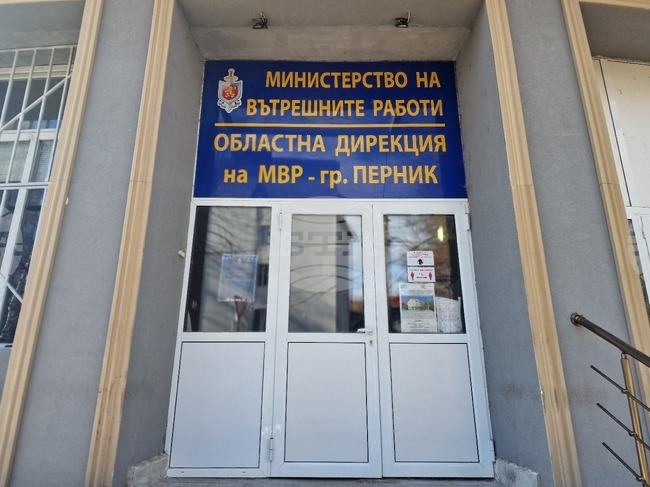 МИНИСТЕРСТВО НА
ВЪТРЕШНИТЕ РАБОТИ
ОБЛАСТНА ДИРЕКЦИЯ
на МВР - гр. ПЕРНИК